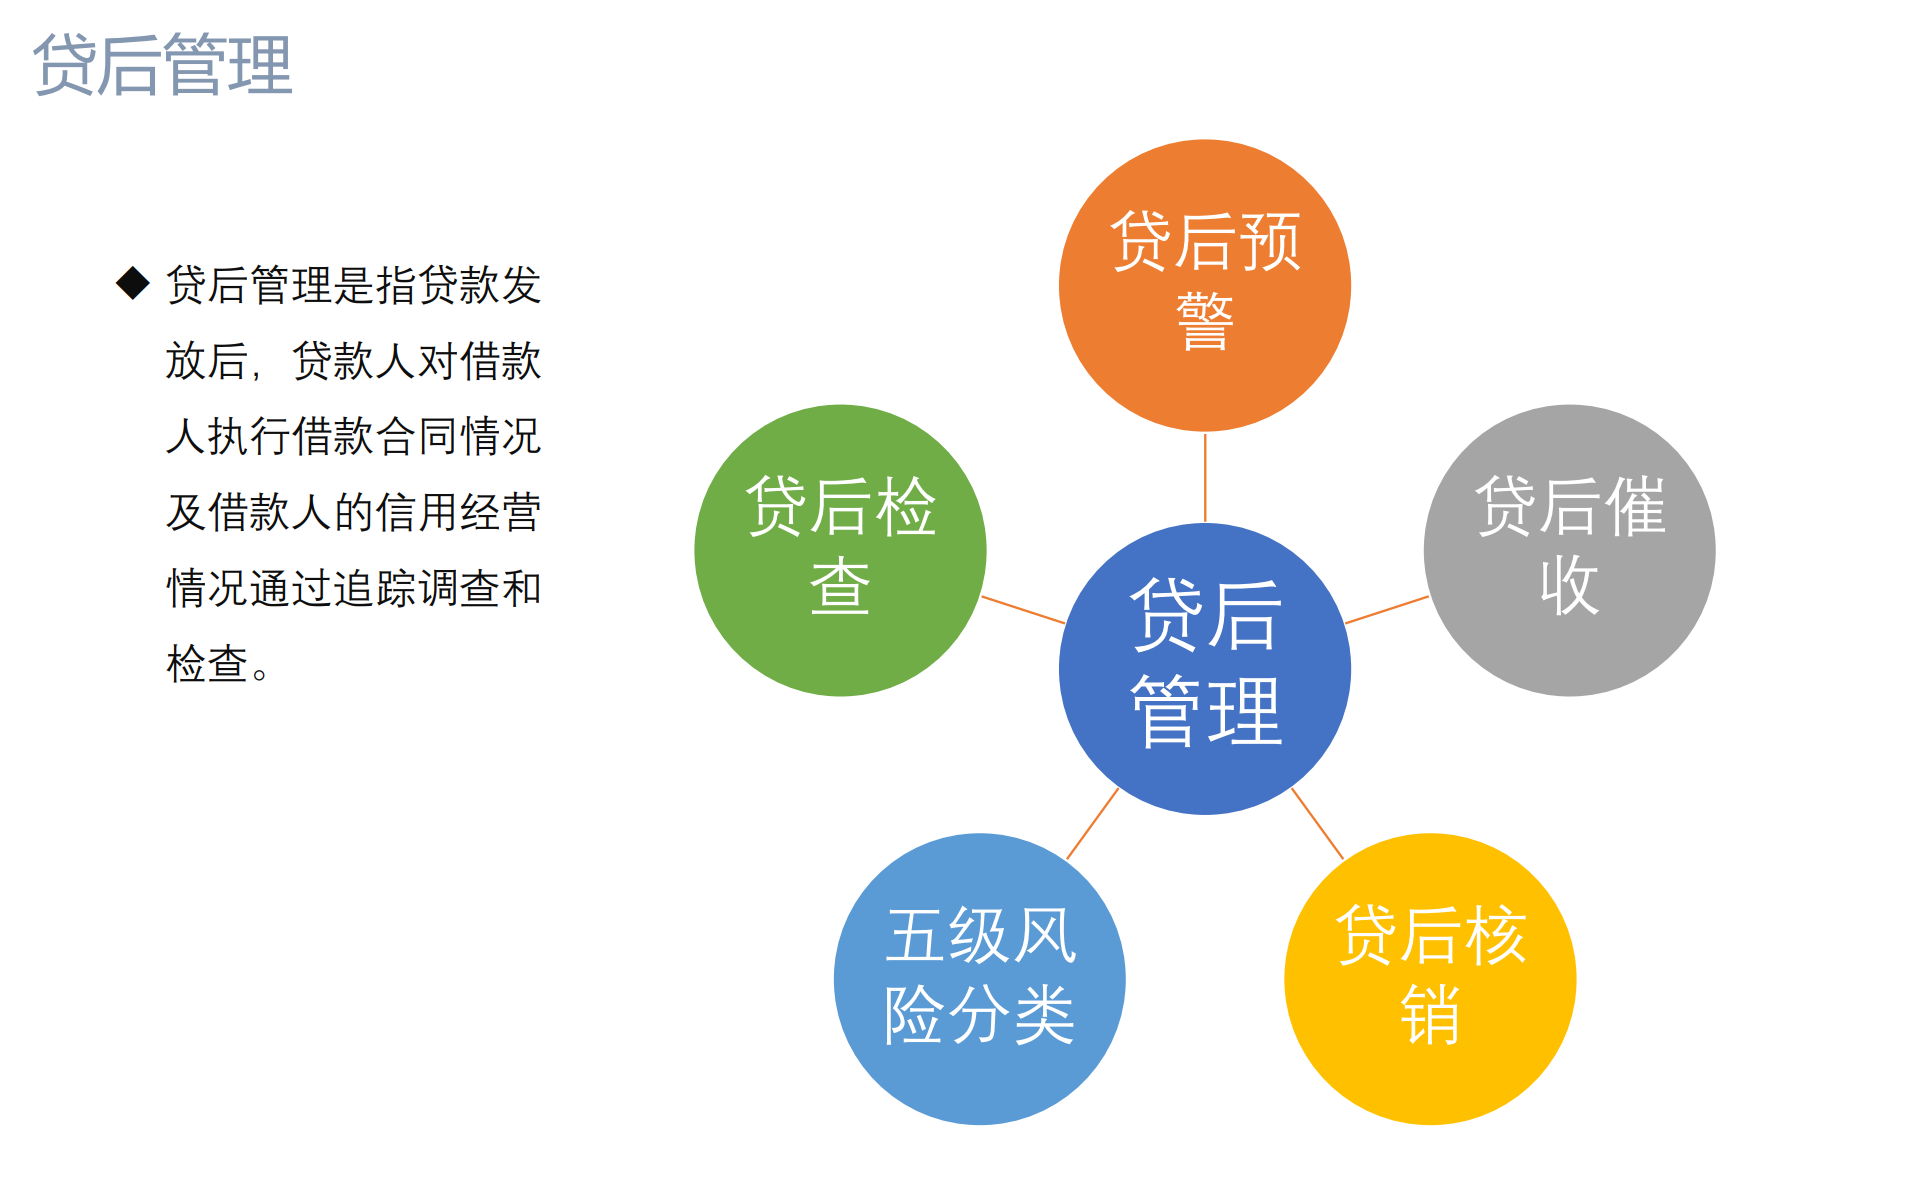 贷后管理
◆ 贷后管理是指贷款发
放后，贷款人对借款
人执行借款合同情况
及借款人的信用经营
情况通过追踪调查和
检查。
贷后预
警
贷后检
查
贷后催
收
贷后
管理
五级风
险分类
贷后核
销